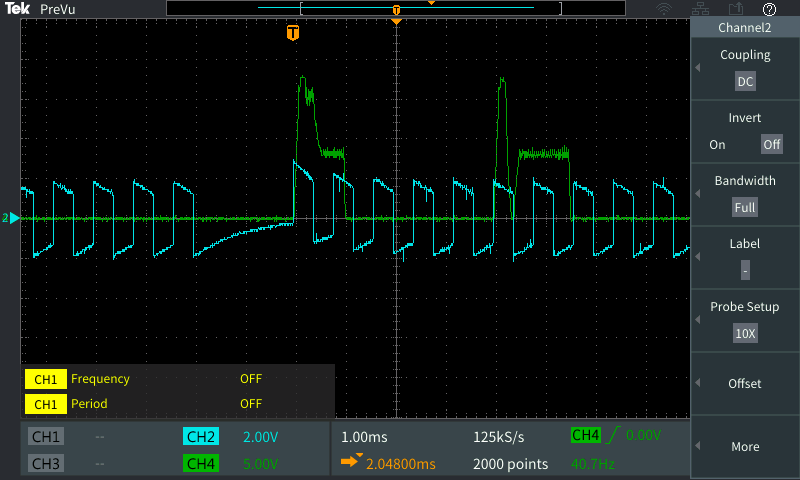 Tek PreVu
T
T
?
Channel2
Coupling
DC
Invert
On Off
Bandwidth
Full
Label
-
Probe Setup
10X
Offset
More
2
CH1 Frequency OFF
CH1 Period OFF
CH1 -- CH2 2.00V 1.00ms 125kS/s CH4 0.00V
CH3 -- CH4 5.00V 2.04800ms 2000 points 40.7Hz